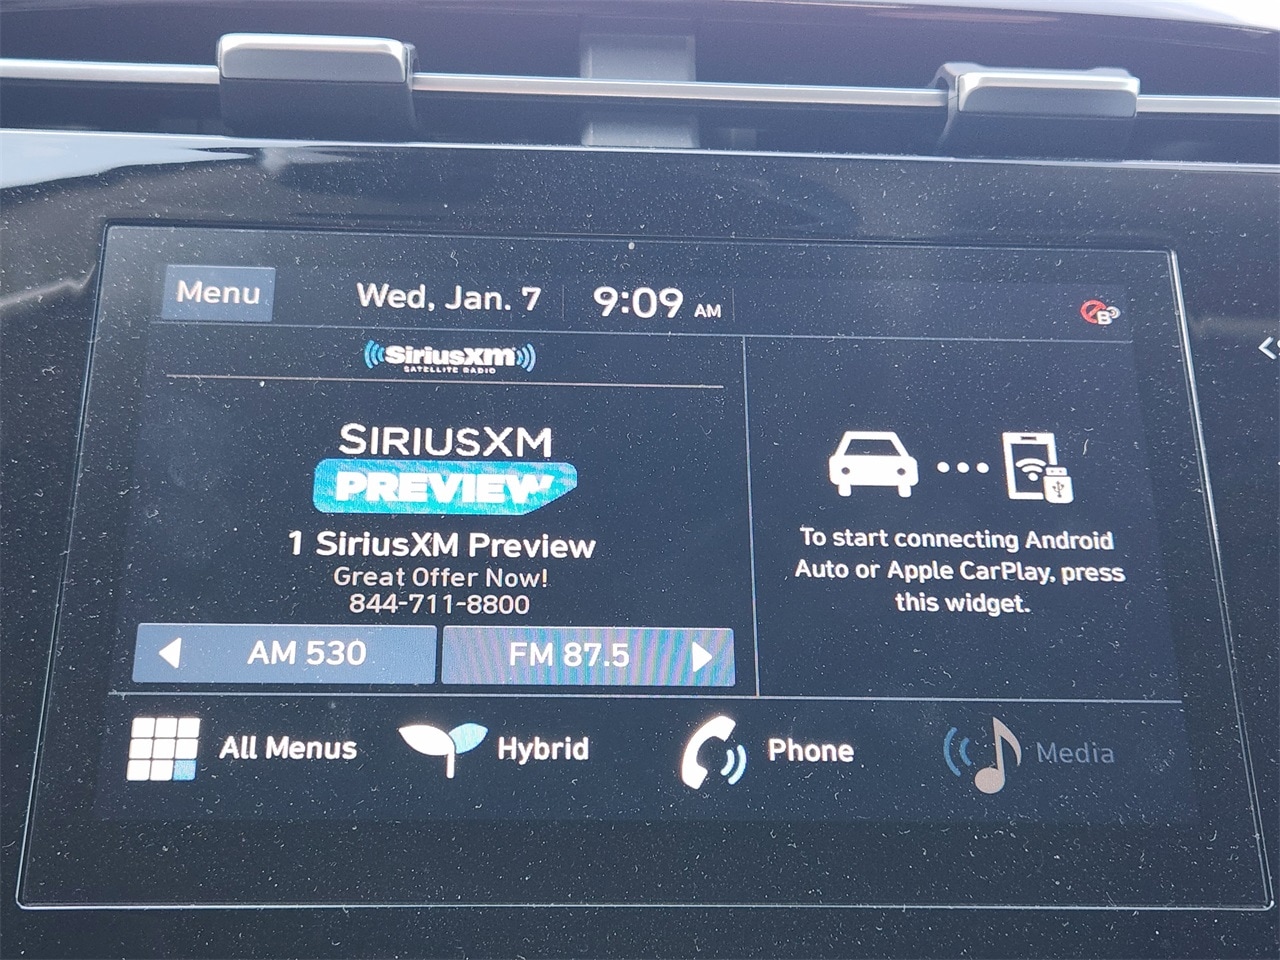 Menu
Wed, Jan. 7
9:09 AM
B
SiriusXM
SATELLITE RADIO
SIRIUSXM
PREVIEW
1 SiriusXM Preview
Great Offer Now!
844-711-8800
AM 530
FM 87.5
To start connecting Android
Auto or Apple CarPlay, press
this widget.
All Menus
Hybrid
Phone
Media